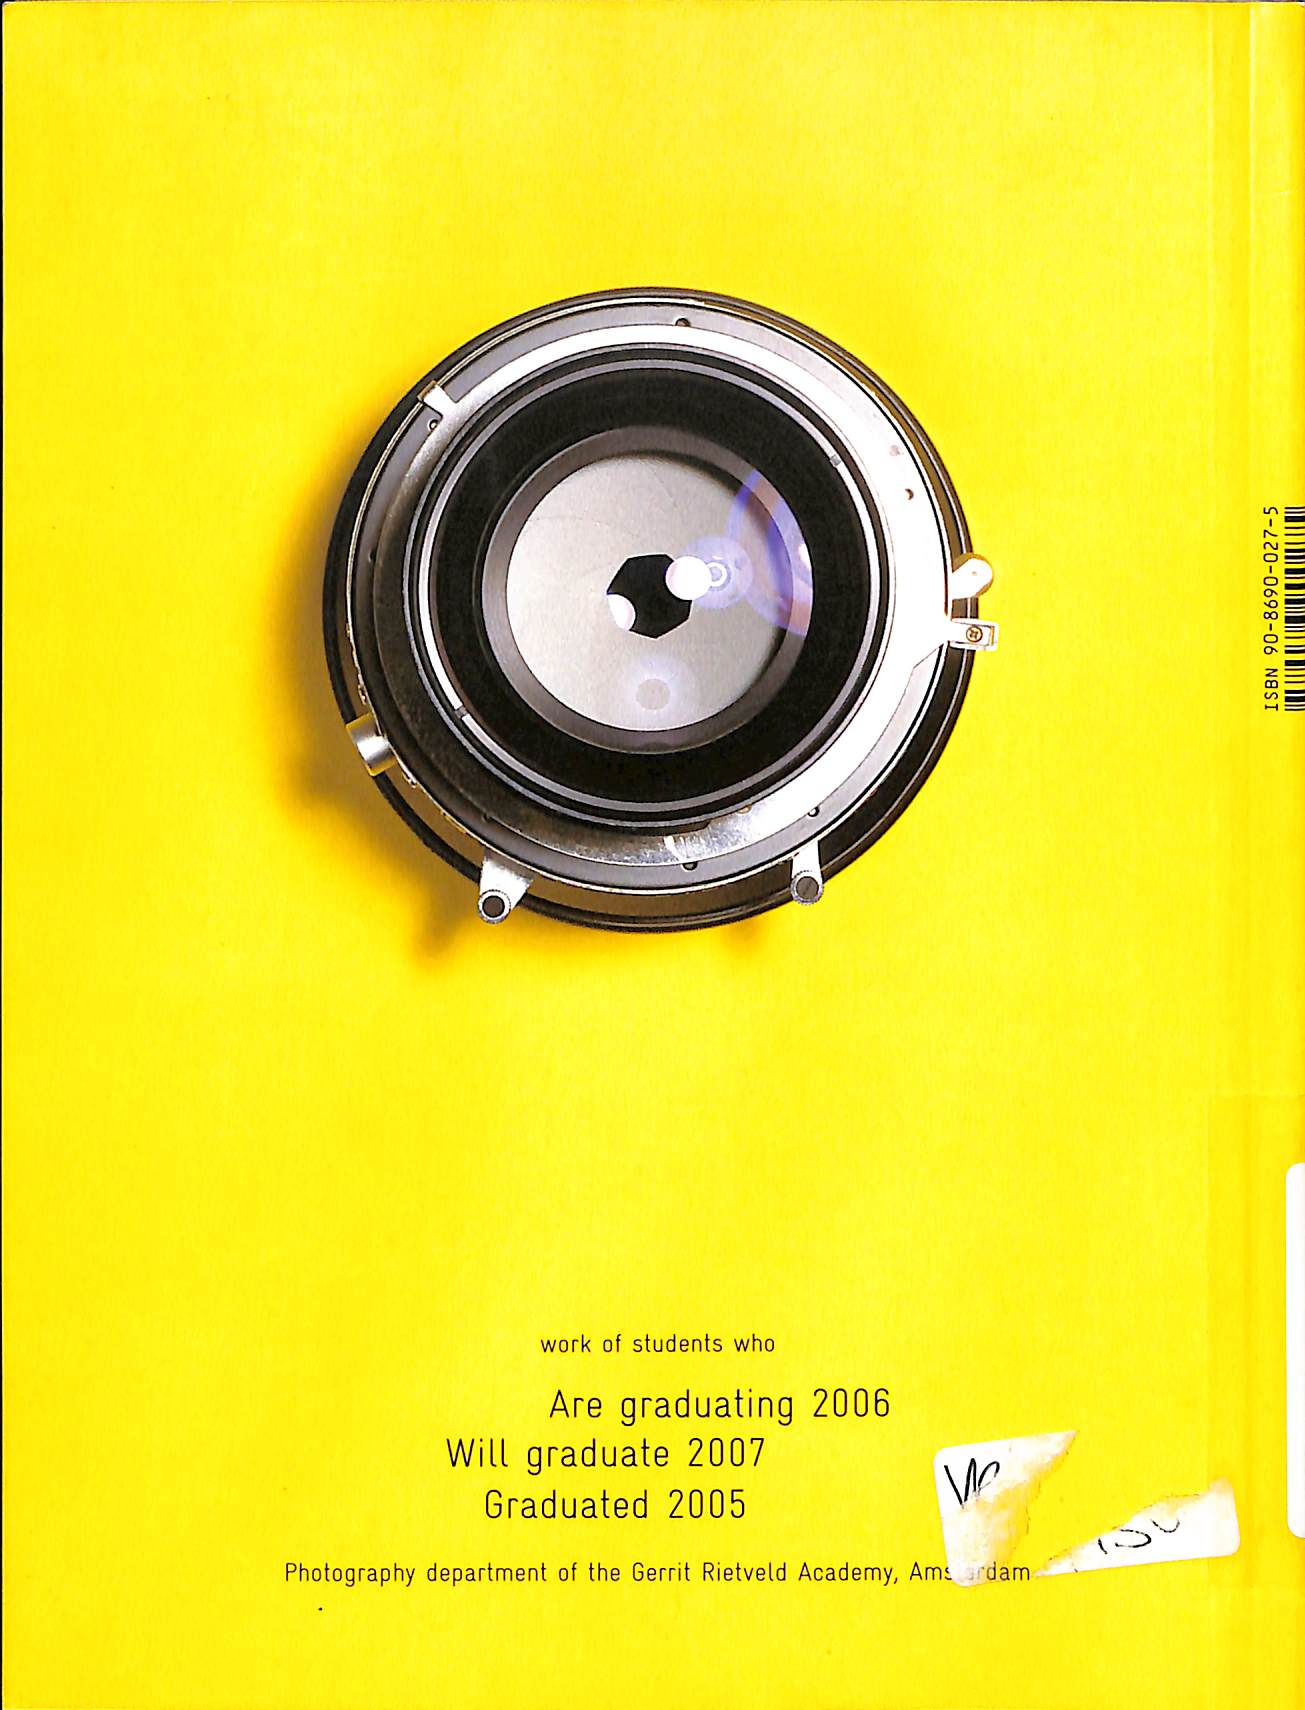 ISBN 90-8690-027-5
work of students who
Are graduating 2006
Will graduate 2007
Graduated 2005
Photography department of the Gerrit Rietveld Academy,